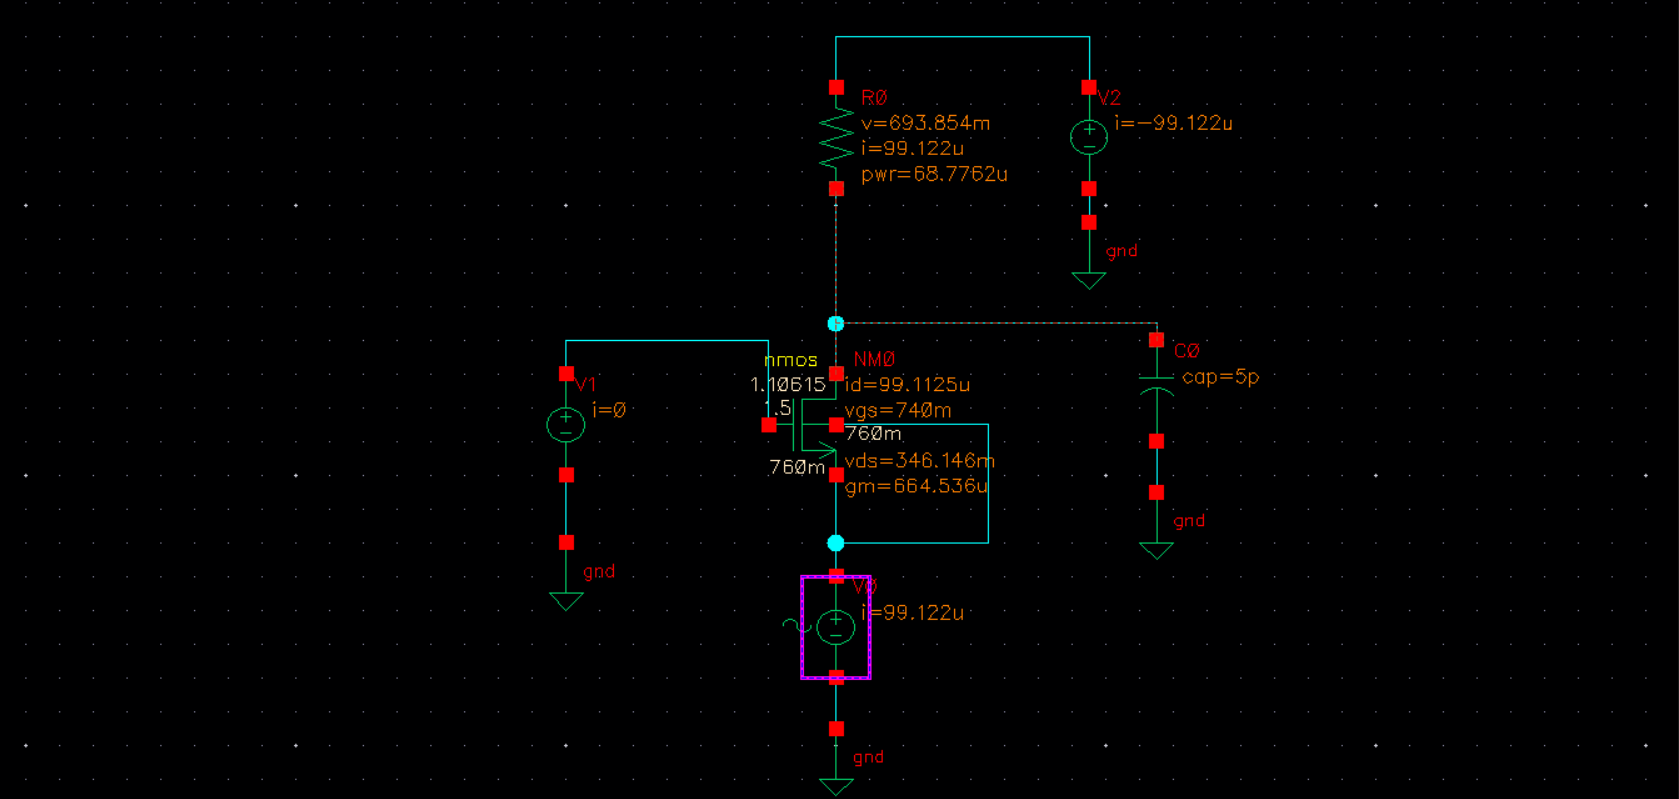 R0
v=693.854m
i=99.122u
pwr=68.7762u
V2
i=-99.122u
gnd
nmos
NM0
1.10615
id=99.1125u
1.5
vgs=740m
760m
760m
vds=346.146m
gm=664.536u
V1
i=0
gnd
C0
cap=5p
gnd
V0
i=99.122u
gnd